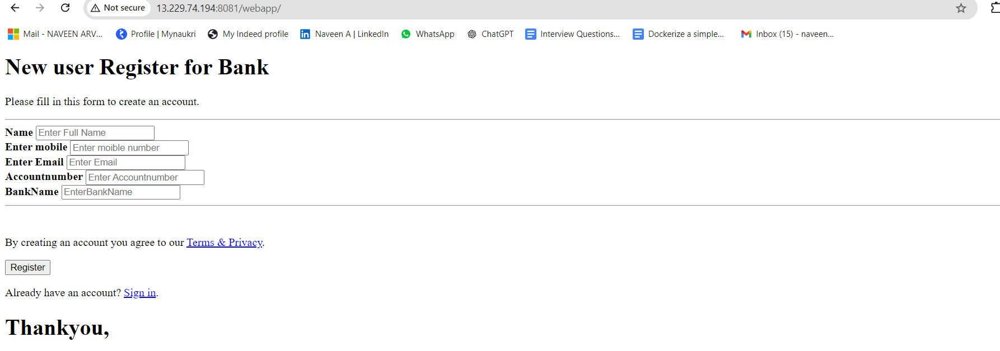 Not secure 13.229.74.194:8081/webapp/
Mail - NAVEEN ARV... Profile | Mynaukri My Indeed profile Naveen A | LinkedIn WhatsApp ChatGPT Interview Questions... Dockerize a simple... Inbox (15) - naveen...
New user Register for Bank
Please fill in this form to create an account.
Name Enter Full Name
Enter mobile Enter moible number
Enter Email Enter Email
Accountnumber Enter Accountnumber
BankName EnterBankName
By creating an account you agree to our Terms & Privacy.
Register
Already have an account? Sign in.
Thankyou,